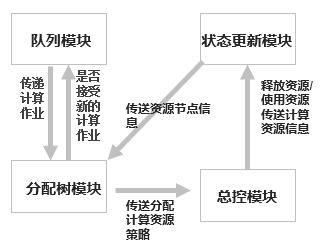 队列模块
状态更新模块
传递
计算
作业
是否
接受
新的
计算
作业
传送资源节点信
息
释放资源/
使用资源
传送计算
资源信息
分配树模块
总控模块
传送分配
计算资源
策略